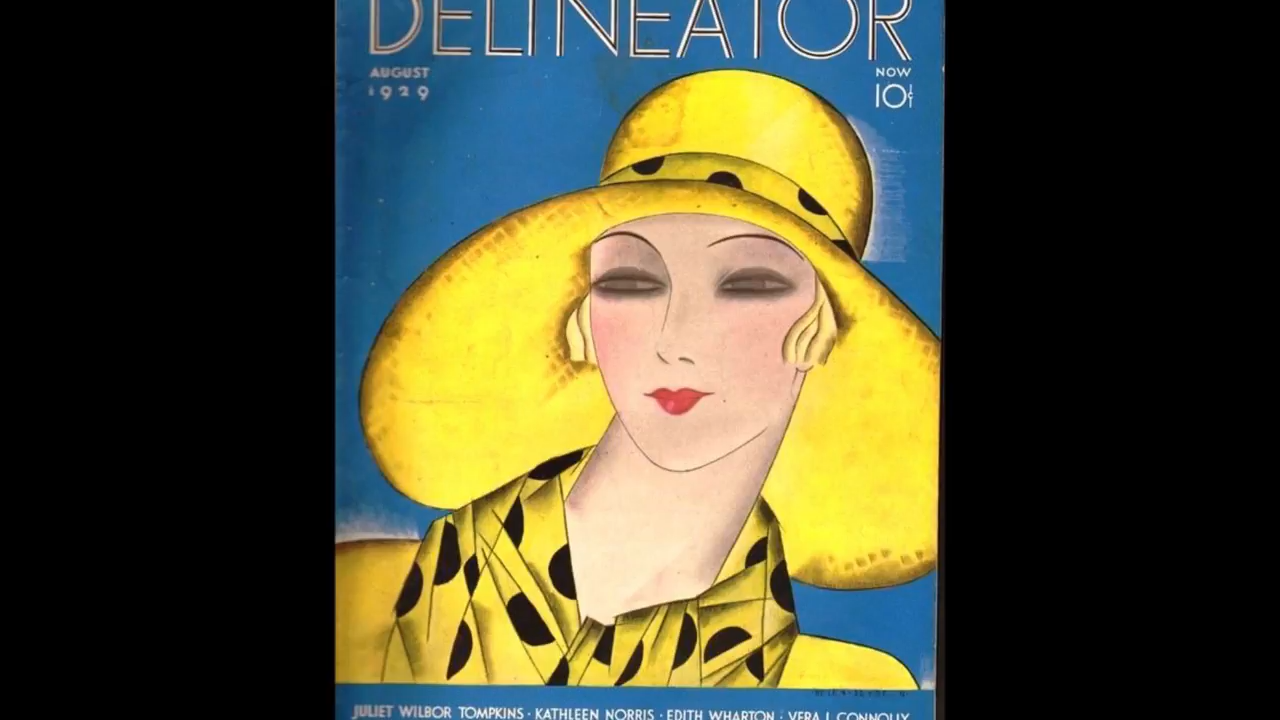 DELINEATOR
AUGUST
1929
NOW
10¢
JULIET WILBOR TOMPKINS · KATHLEEN NORRIS · EDITH WHARTON · VERA L. CONNOLLY